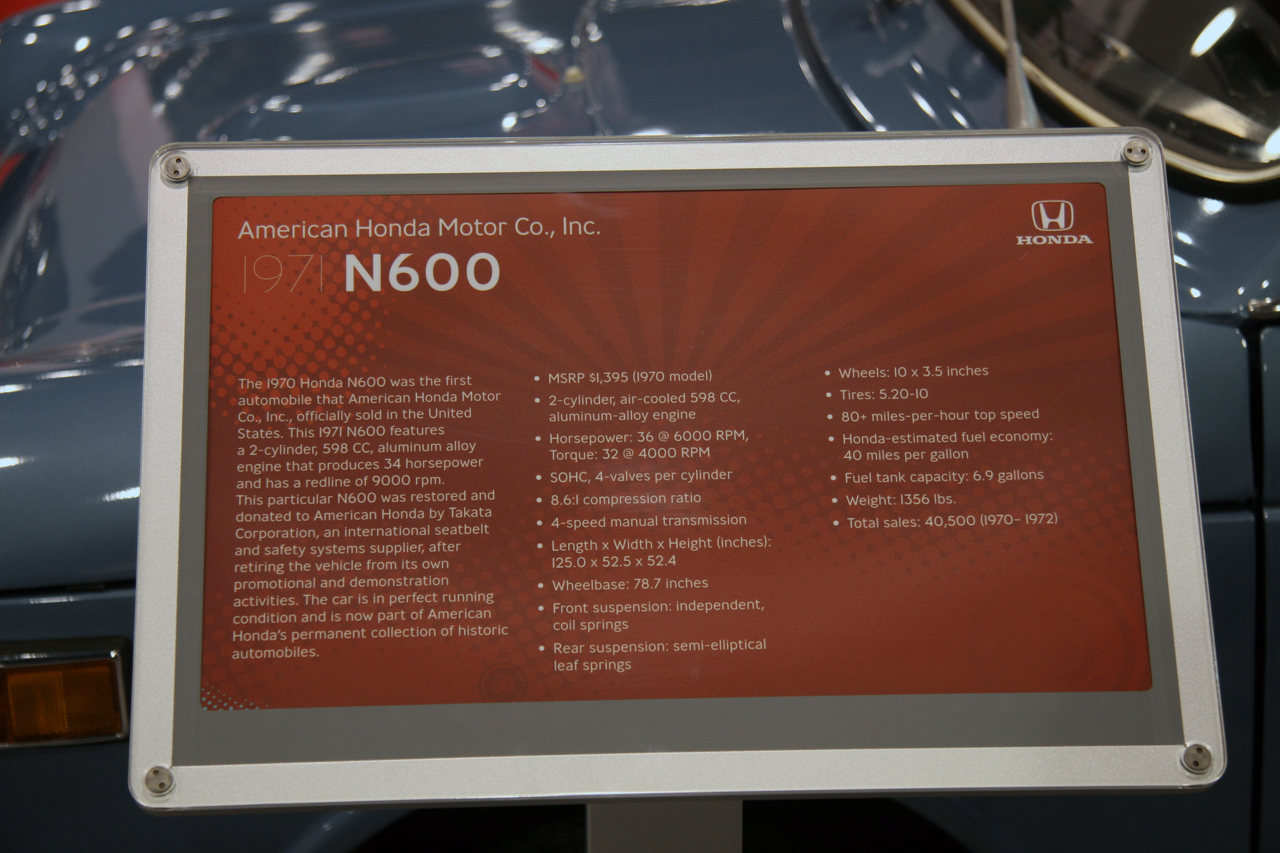 American Honda Motor Co., Inc.
1971 N600
HONDA
The 1970 Honda N600 was the first
automobile that American Honda Motor
Co., Inc., officially sold in the United
States. This 1971 N600 features
a 2-cylinder, 598 CC, aluminum alloy
engine that produces 34 horsepower
and has a redline of 9000 rpm.
This particular N600 was restored and
donated to American Honda by Takata
Corporation, an international seatbelt
and safety systems supplier, after
retiring the vehicle from its own
promotional and demonstration
activities. The car is in perfect running
condition and is now part of American
Honda's permanent collection of historic
automobiles.
• MSRP $1,395 (1970 model)
• 2-cylinder, air-cooled 598 CC,
aluminum-alloy engine
• Horsepower: 36 @ 6000 RPM,
Torque: 32 @ 4000 RPM
• SOHC, 4-valves per cylinder
• 8.6:1 compression ratio
• 4-speed manual transmission
• Length x Width x Height (inches):
125.0 x 52.5 x 52.4
• Wheelbase: 78.7 inches
• Front suspension: independent,
coil springs
• Rear suspension: semi-elliptical
leaf springs
• Wheels: 10 x 3.5 inches
• Tires: 5.20-10
• 80+ miles-per-hour top speed
• Honda-estimated fuel economy:
40 miles per gallon
• Fuel tank capacity: 6.9 gallons
• Weight: 1356 lbs.
• Total sales: 40,500 (1970– 1972)